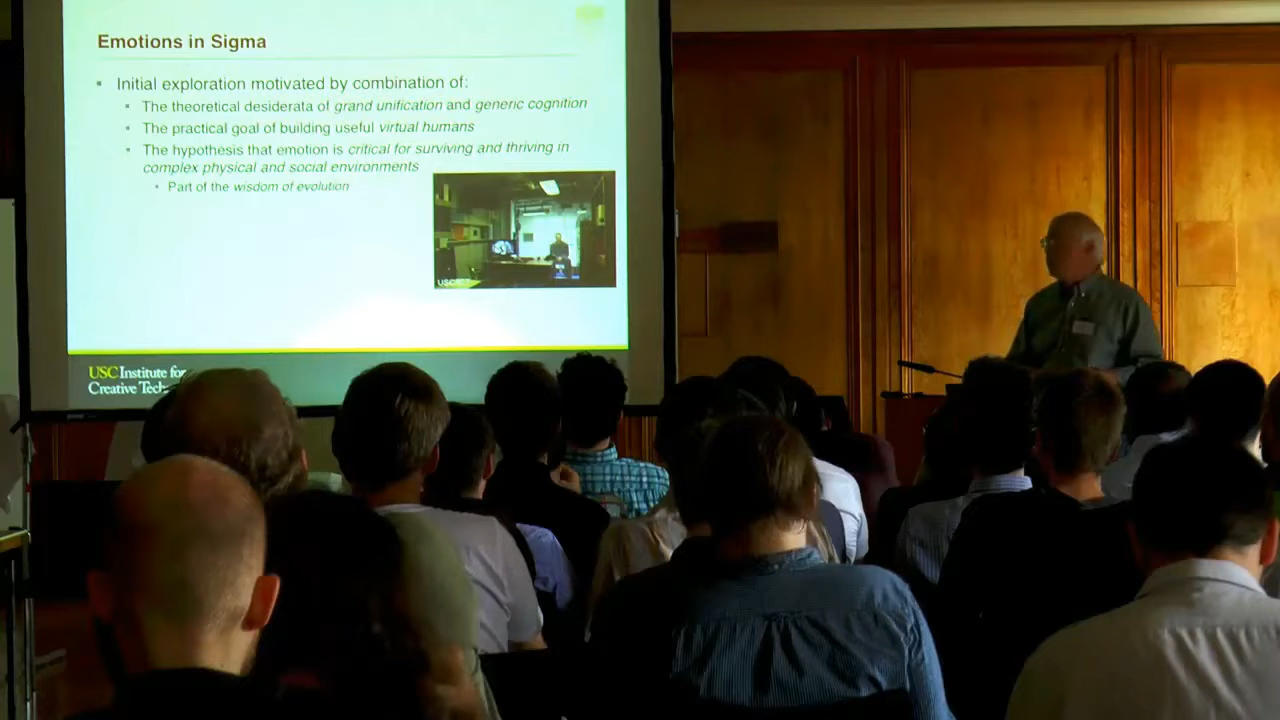 Emotions in Sigma
Initial exploration motivated by combination of:
The theoretical desiderata of grand unification and generic cognition
The practical goal of building useful virtual humans
The hypothesis that emotion is critical for surviving and thriving in
complex physical and social environments
Part of the wisdom of evolution
USC Institute for
Creative